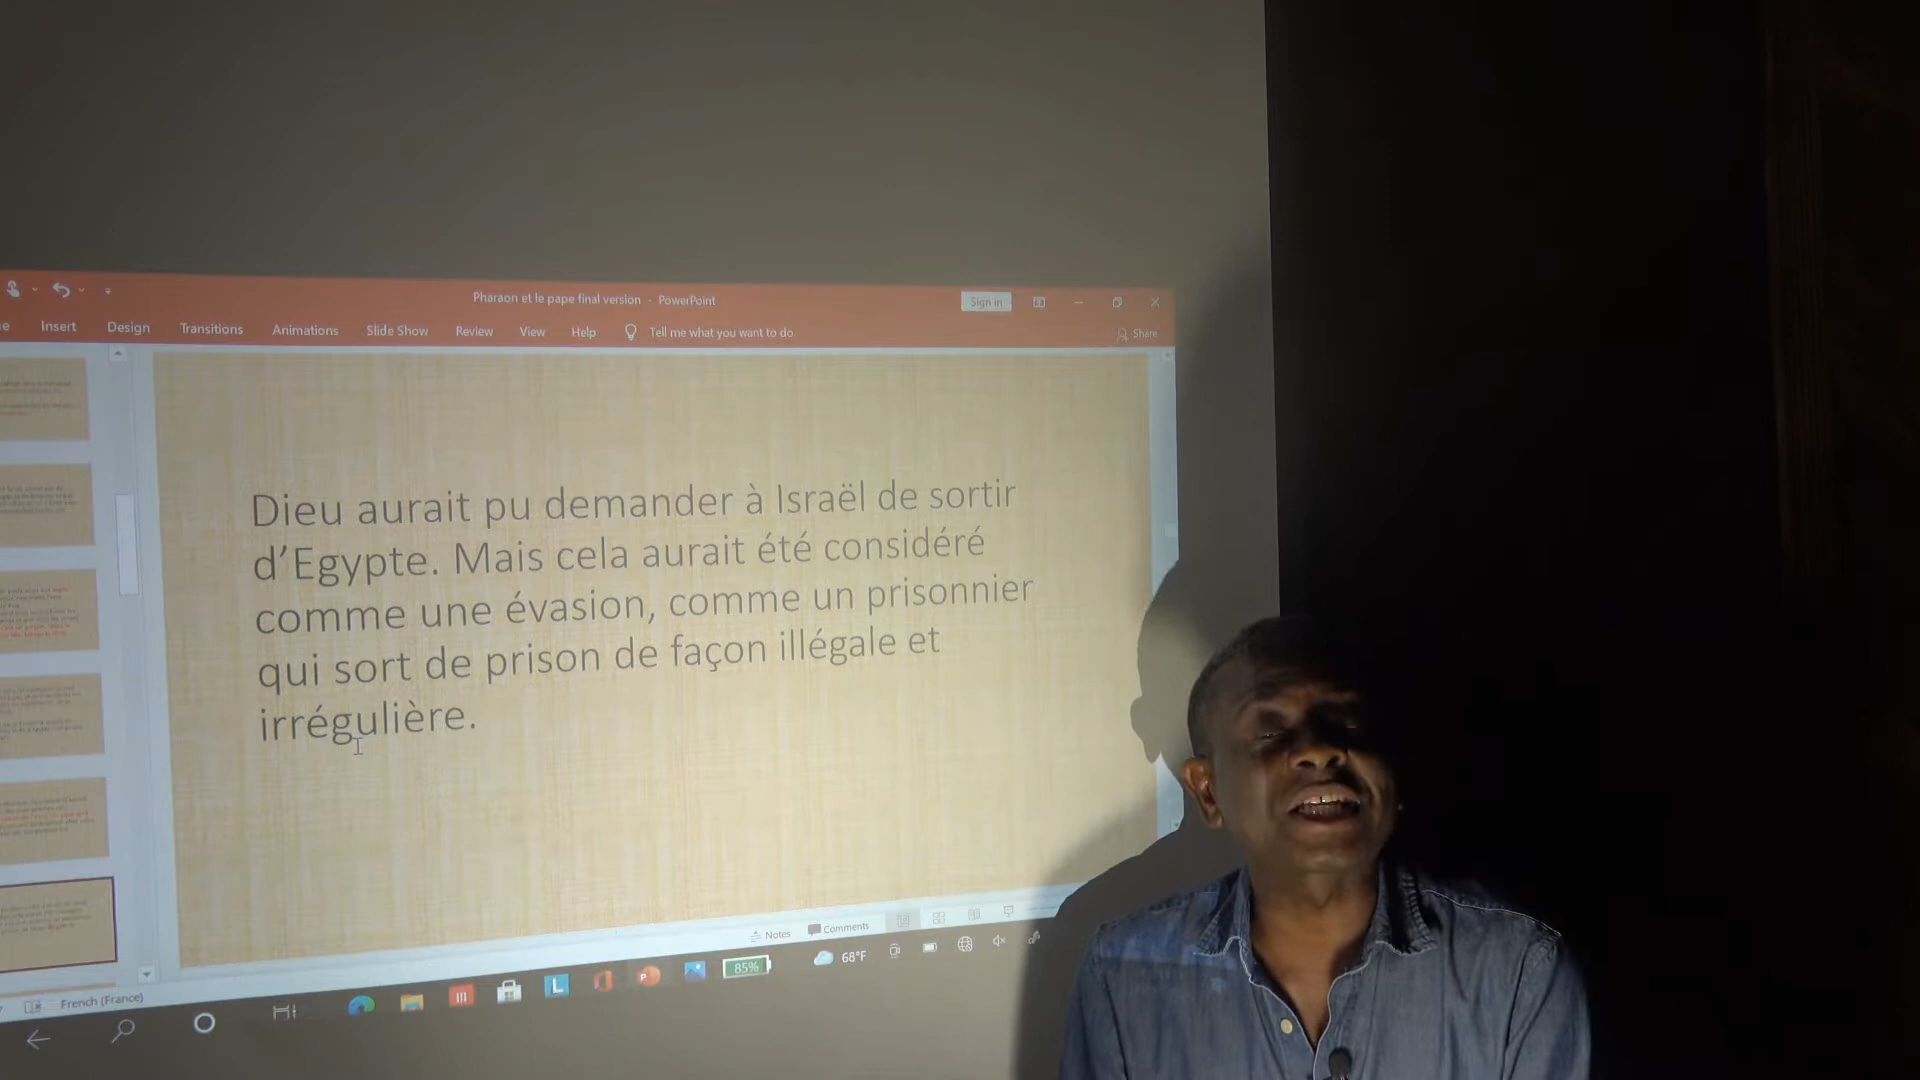 Pharaon et le pape final version - PowerPoint
Sign in
Insert Design Transitions Animations Slide Show Review View Help Tell me what you want to do
Share
Dieu aurait pu demander à Israël de sortir
d’Egypte. Mais cela aurait été considéré
comme une évasion, comme un prisonnier
qui sort de prison de façon illégale et
irrégulière.
Notes Comments
French (France)
85%
68°F